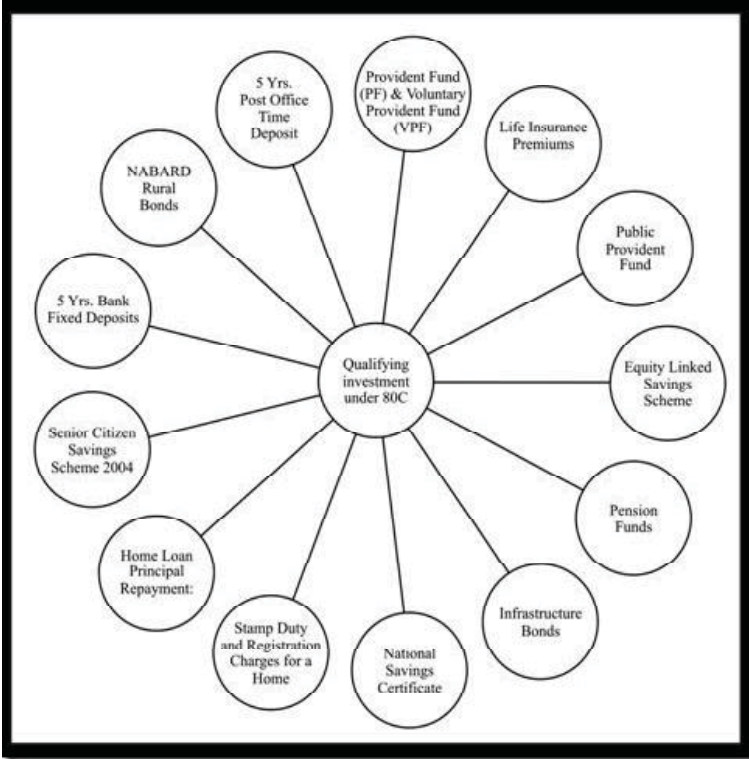 Provident Fund
(PF) & Voluntary
Provident Fund
(VPF)
Life Insurance
Premiums
Public
Provident
Fund
Equity Linked
Savings
Scheme
Pension
Funds
Infrastructure
Bonds
National
Savings
Certificate
Stamp Duty
and Registration
Charges for a
Home
Home Loan
Principal
Repayment:
Senior Citizen
Savings
Scheme 2004
5 Yrs. Bank
Fixed Deposits
NABARD
Rural
Bonds
5 Yrs.
Post Office
Time
Deposit
Qualifying
investment
under 80C